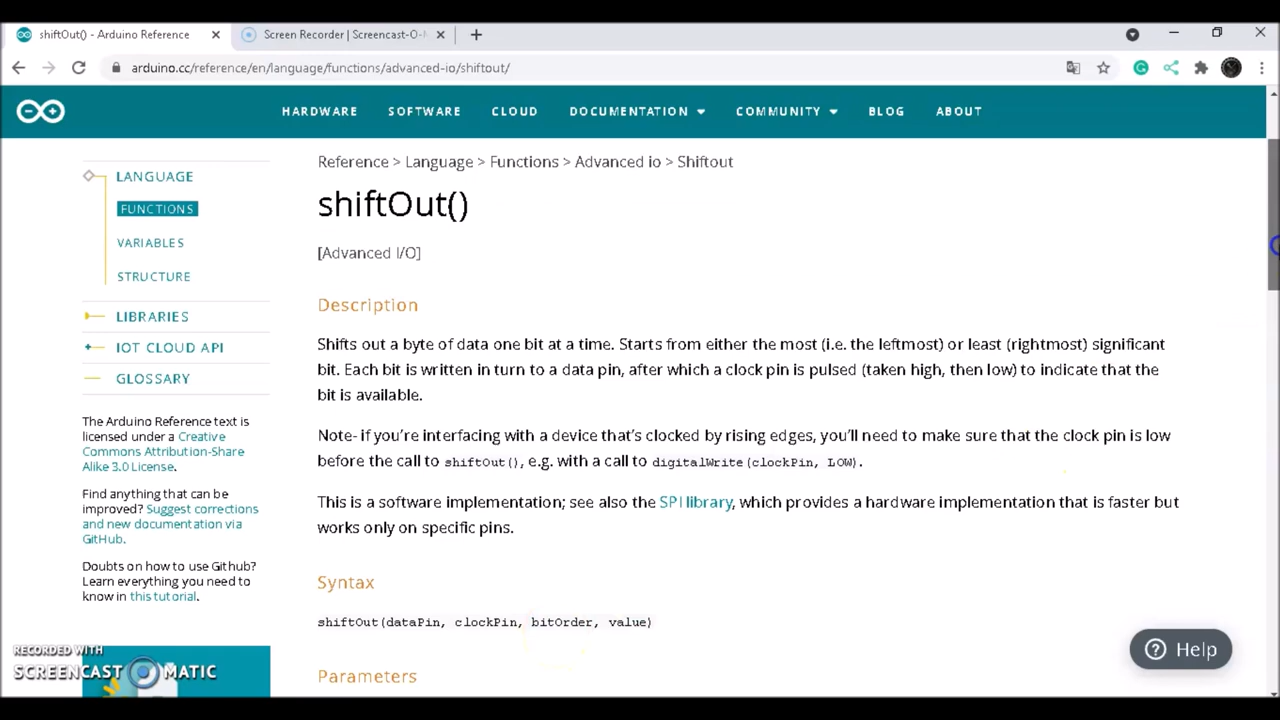 shiftOut() - Arduino Reference
Screen Recorder | Screencast-O-
arduino.cc/reference/en/language/functions/advanced-io/shiftout/
HARDWARE SOFTWARE CLOUD DOCUMENTATION COMMUNITY BLOG ABOUT
LANGUAGE
FUNCTIONS
VARIABLES
STRUCTURE
LIBRARIES
IOT CLOUD API
GLOSSARY
The Arduino Reference text is
licensed under a Creative
Commons Attribution-Share
Alike 3.0 License.
Find anything that can be
improved? Suggest corrections
and new documentation via
GitHub.
Doubts on how to use Github?
Learn everything you need to
know in this tutorial.
Reference > Language > Functions > Advanced io > Shiftout
shiftOut()
[Advanced I/O]
Description
Shifts out a byte of data one bit at a time. Starts from either the most (i.e. the leftmost) or least (rightmost) significant
bit. Each bit is written in turn to a data pin, after which a clock pin is pulsed (taken high, then low) to indicate that the
bit is available.
Note- if you're interfacing with a device that's clocked by rising edges, you'll need to make sure that the clock pin is low
before the call to shiftOut(), e.g. with a call to digitalWrite(clockPin, LOW).
This is a software implementation; see also the SPI library, which provides a hardware implementation that is faster but
works only on specific pins.
Syntax
shiftOut(dataPin, clockPin, bitOrder, value)
Parameters
Help
RECORDED WITH
SCREENCAST MATIC